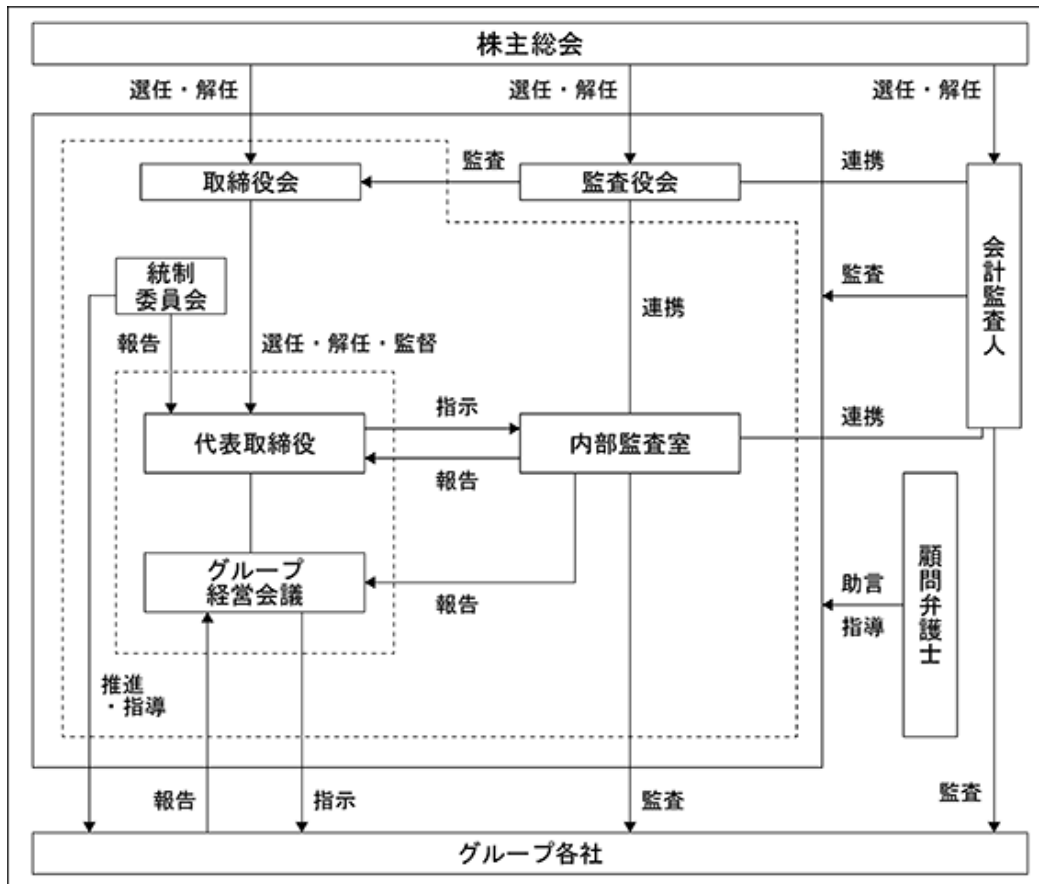 株主総会
選任・解任
選任・解任
選任・解任
取締役会
監査
監査役会
連携
会計監査人
統制
委員会
監査
連携
報告
選任・解任・監督
代表取締役
指示
報告
内部監査室
連携
グループ
経営会議
報告
助言
指導
顧問弁護士
推進
・指導
報告
指示
監査
監査
グループ各社